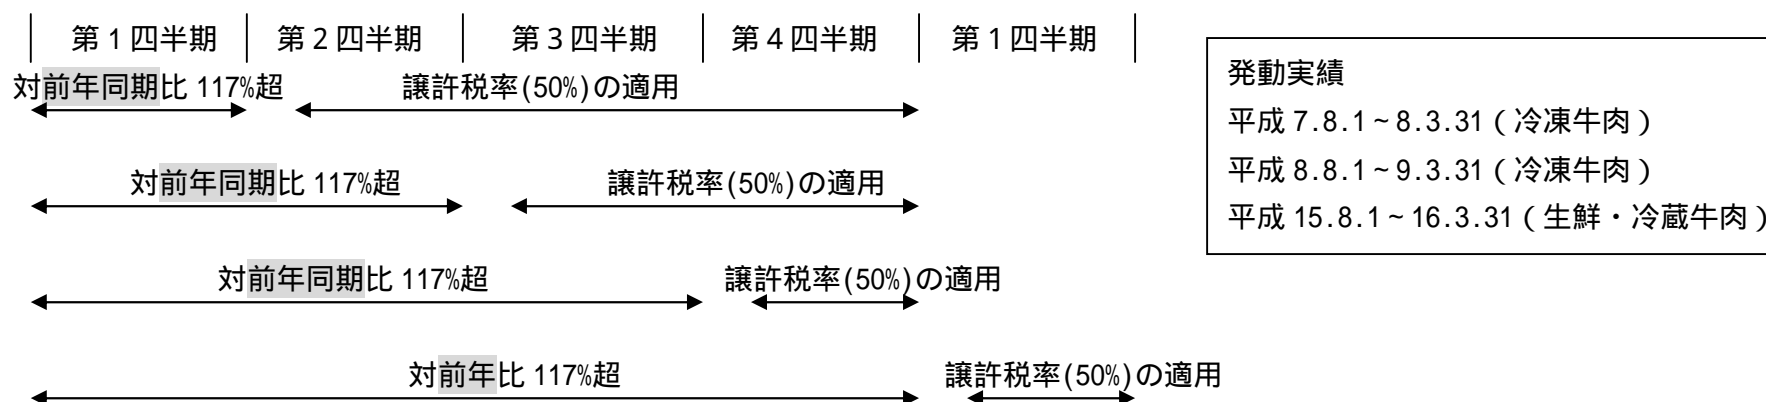 第1四半期 第2四半期 第3四半期 第4四半期 第1四半期
対前年同期比 117%超 譲許税率(50%)の適用
対前年同期比 117%超 譲許税率(50%)の適用
対前年同期比 117%超 譲許税率(50%)の適用
対前年比 117%超 譲許税率(50%)の適用
発動実績
平成 7.8.1~8.3.31(冷凍牛肉)
平成 8.8.1~9.3.31(冷凍牛肉)
平成 15.8.1~16.3.31(生鮮・冷蔵牛肉)